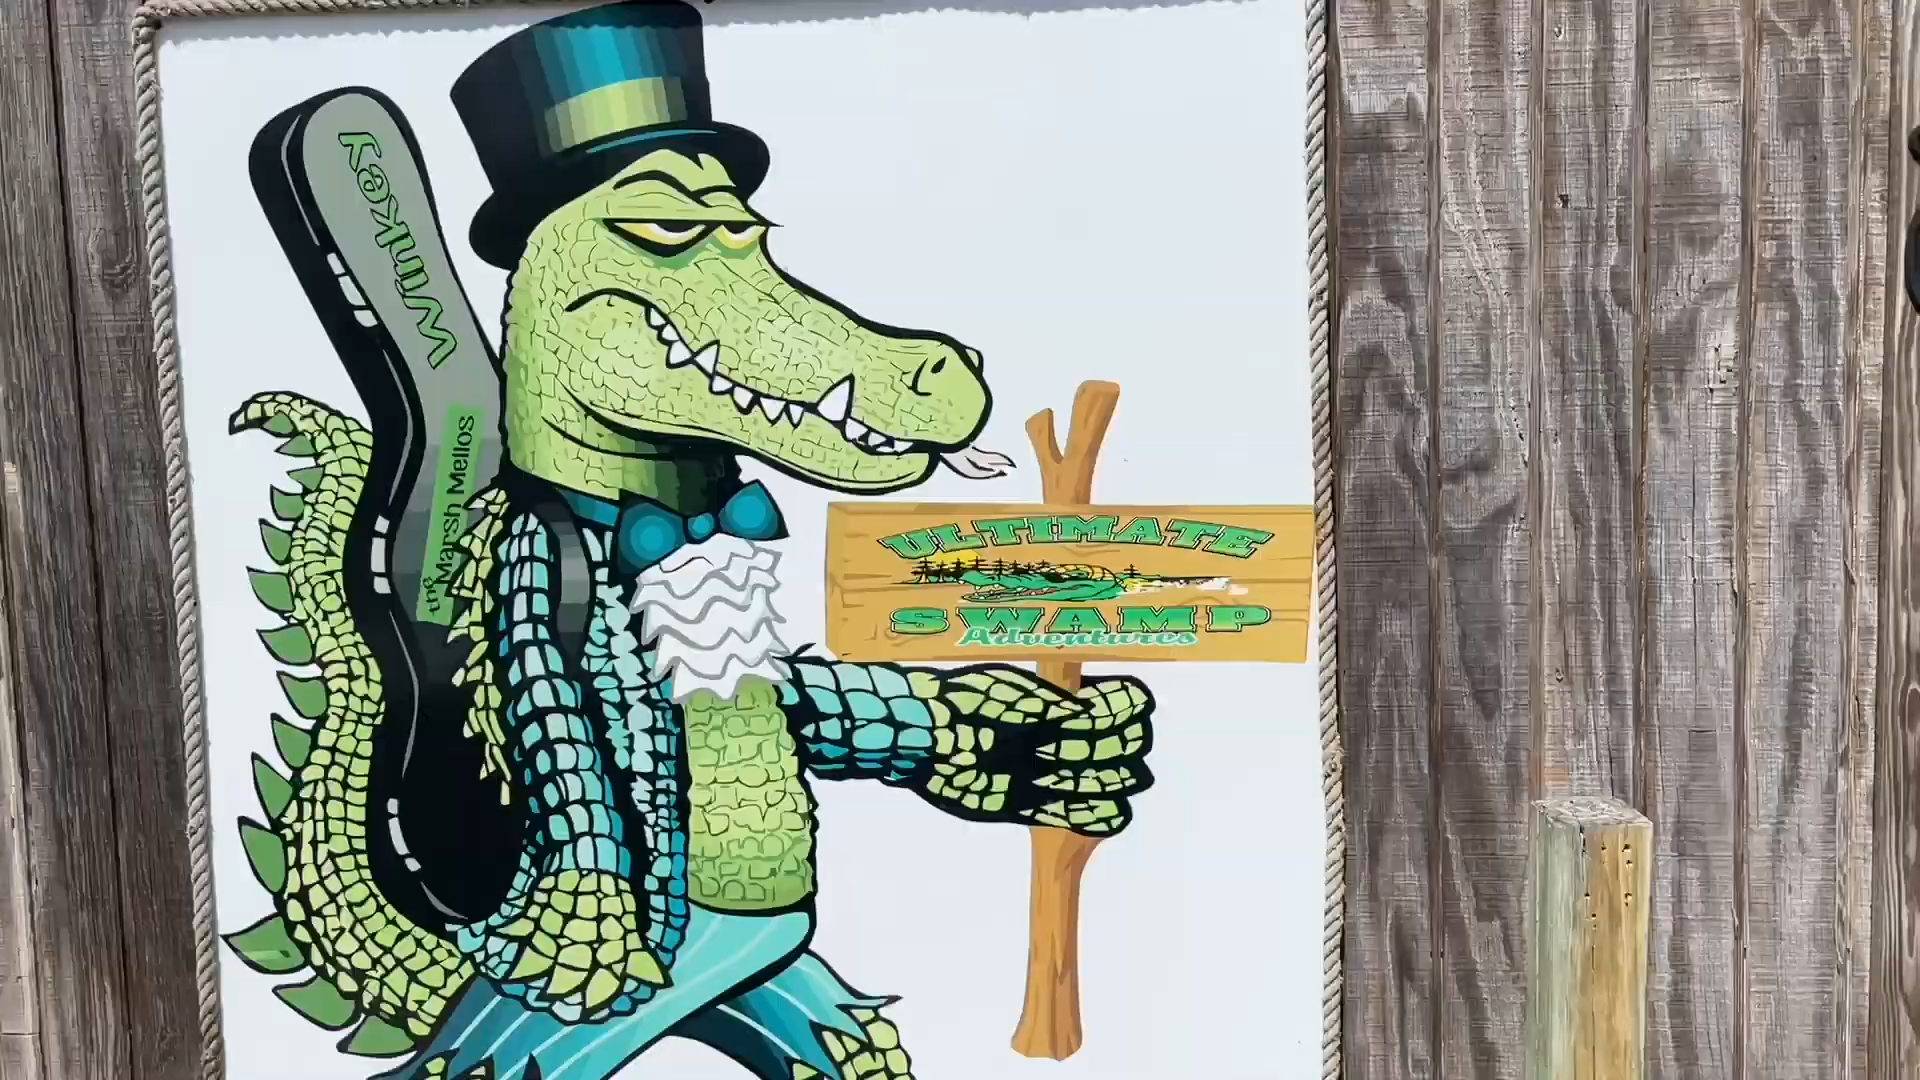 Winkey
the Marsh Mellos
ULTIMATE
SWAMP
Adventures